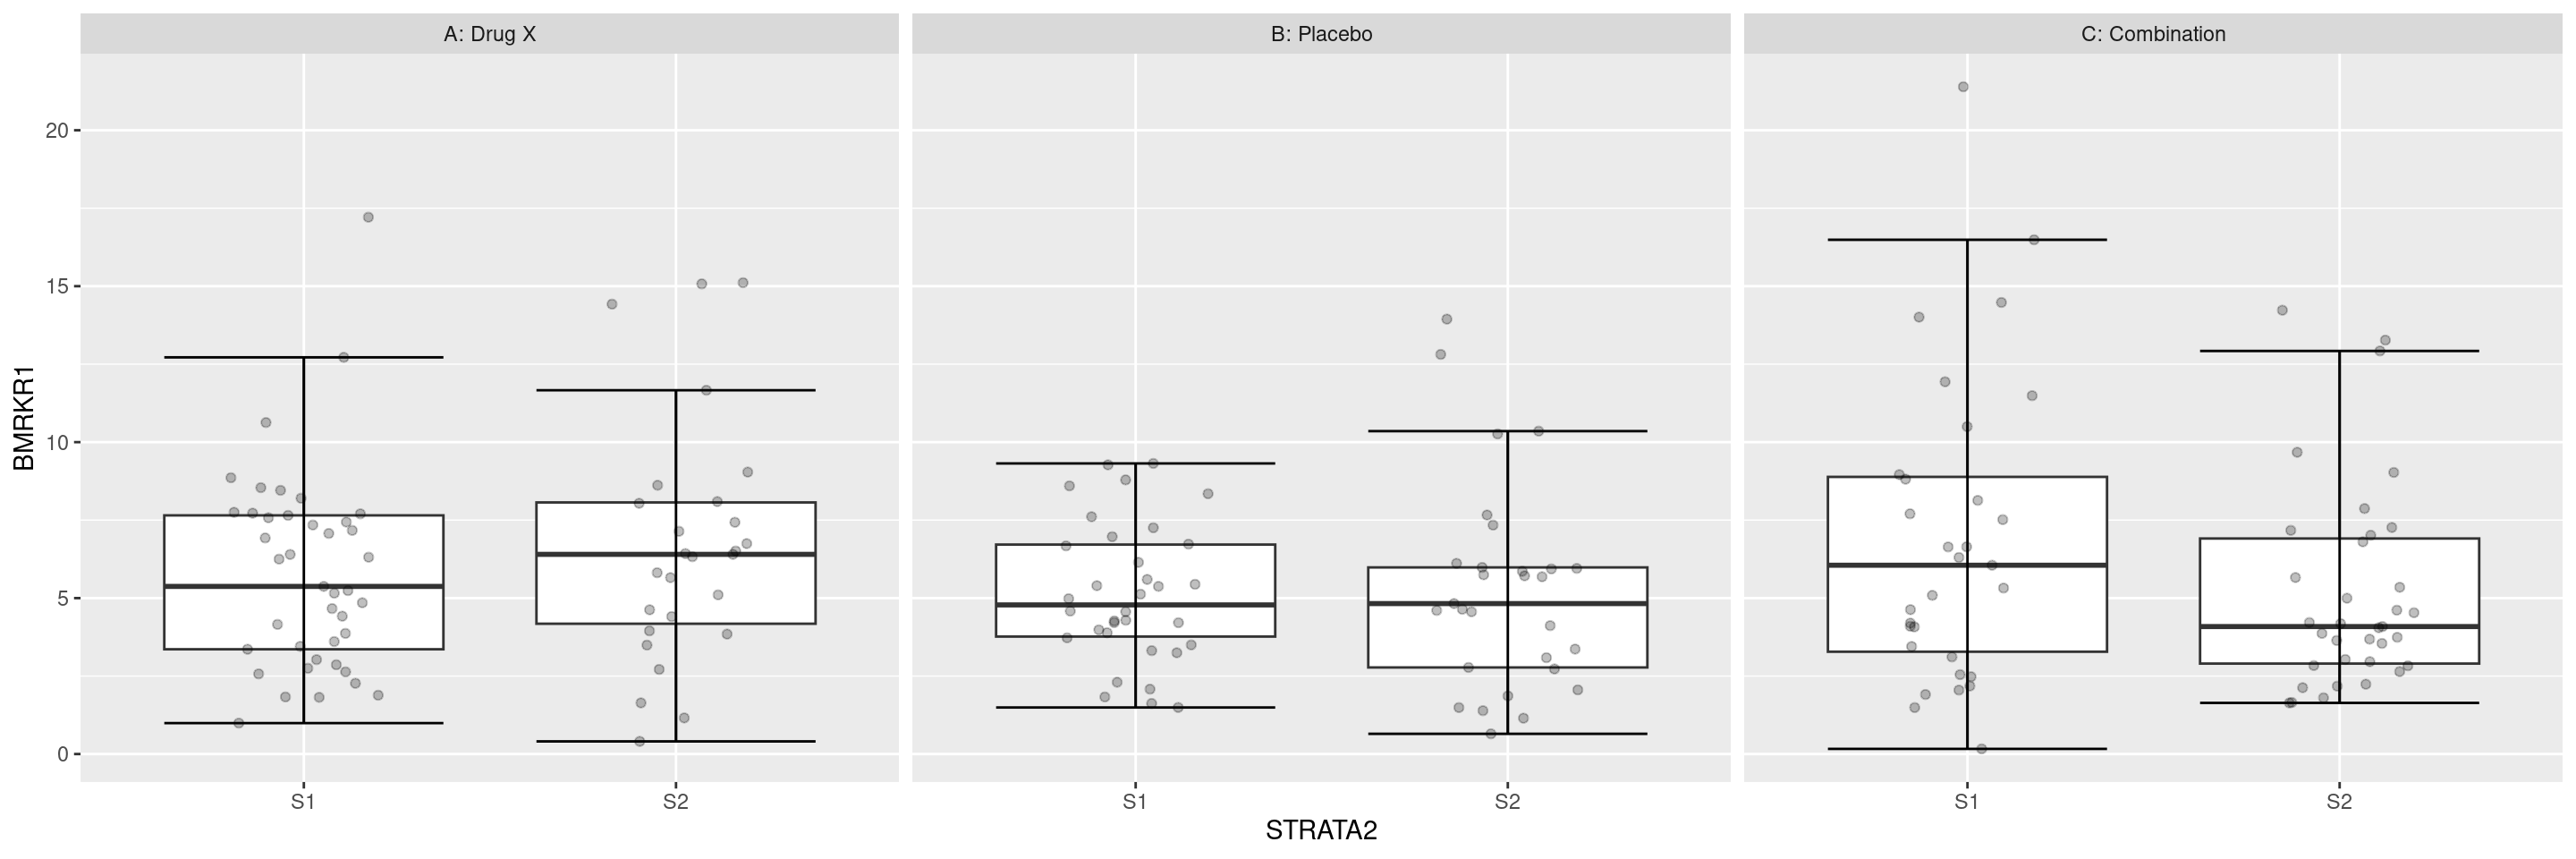 A: Drug X
B: Placebo
C: Combination
BMRKR1
20
15
10
5
0
S1
S2
S1
S2
S1
S2
STRATA2